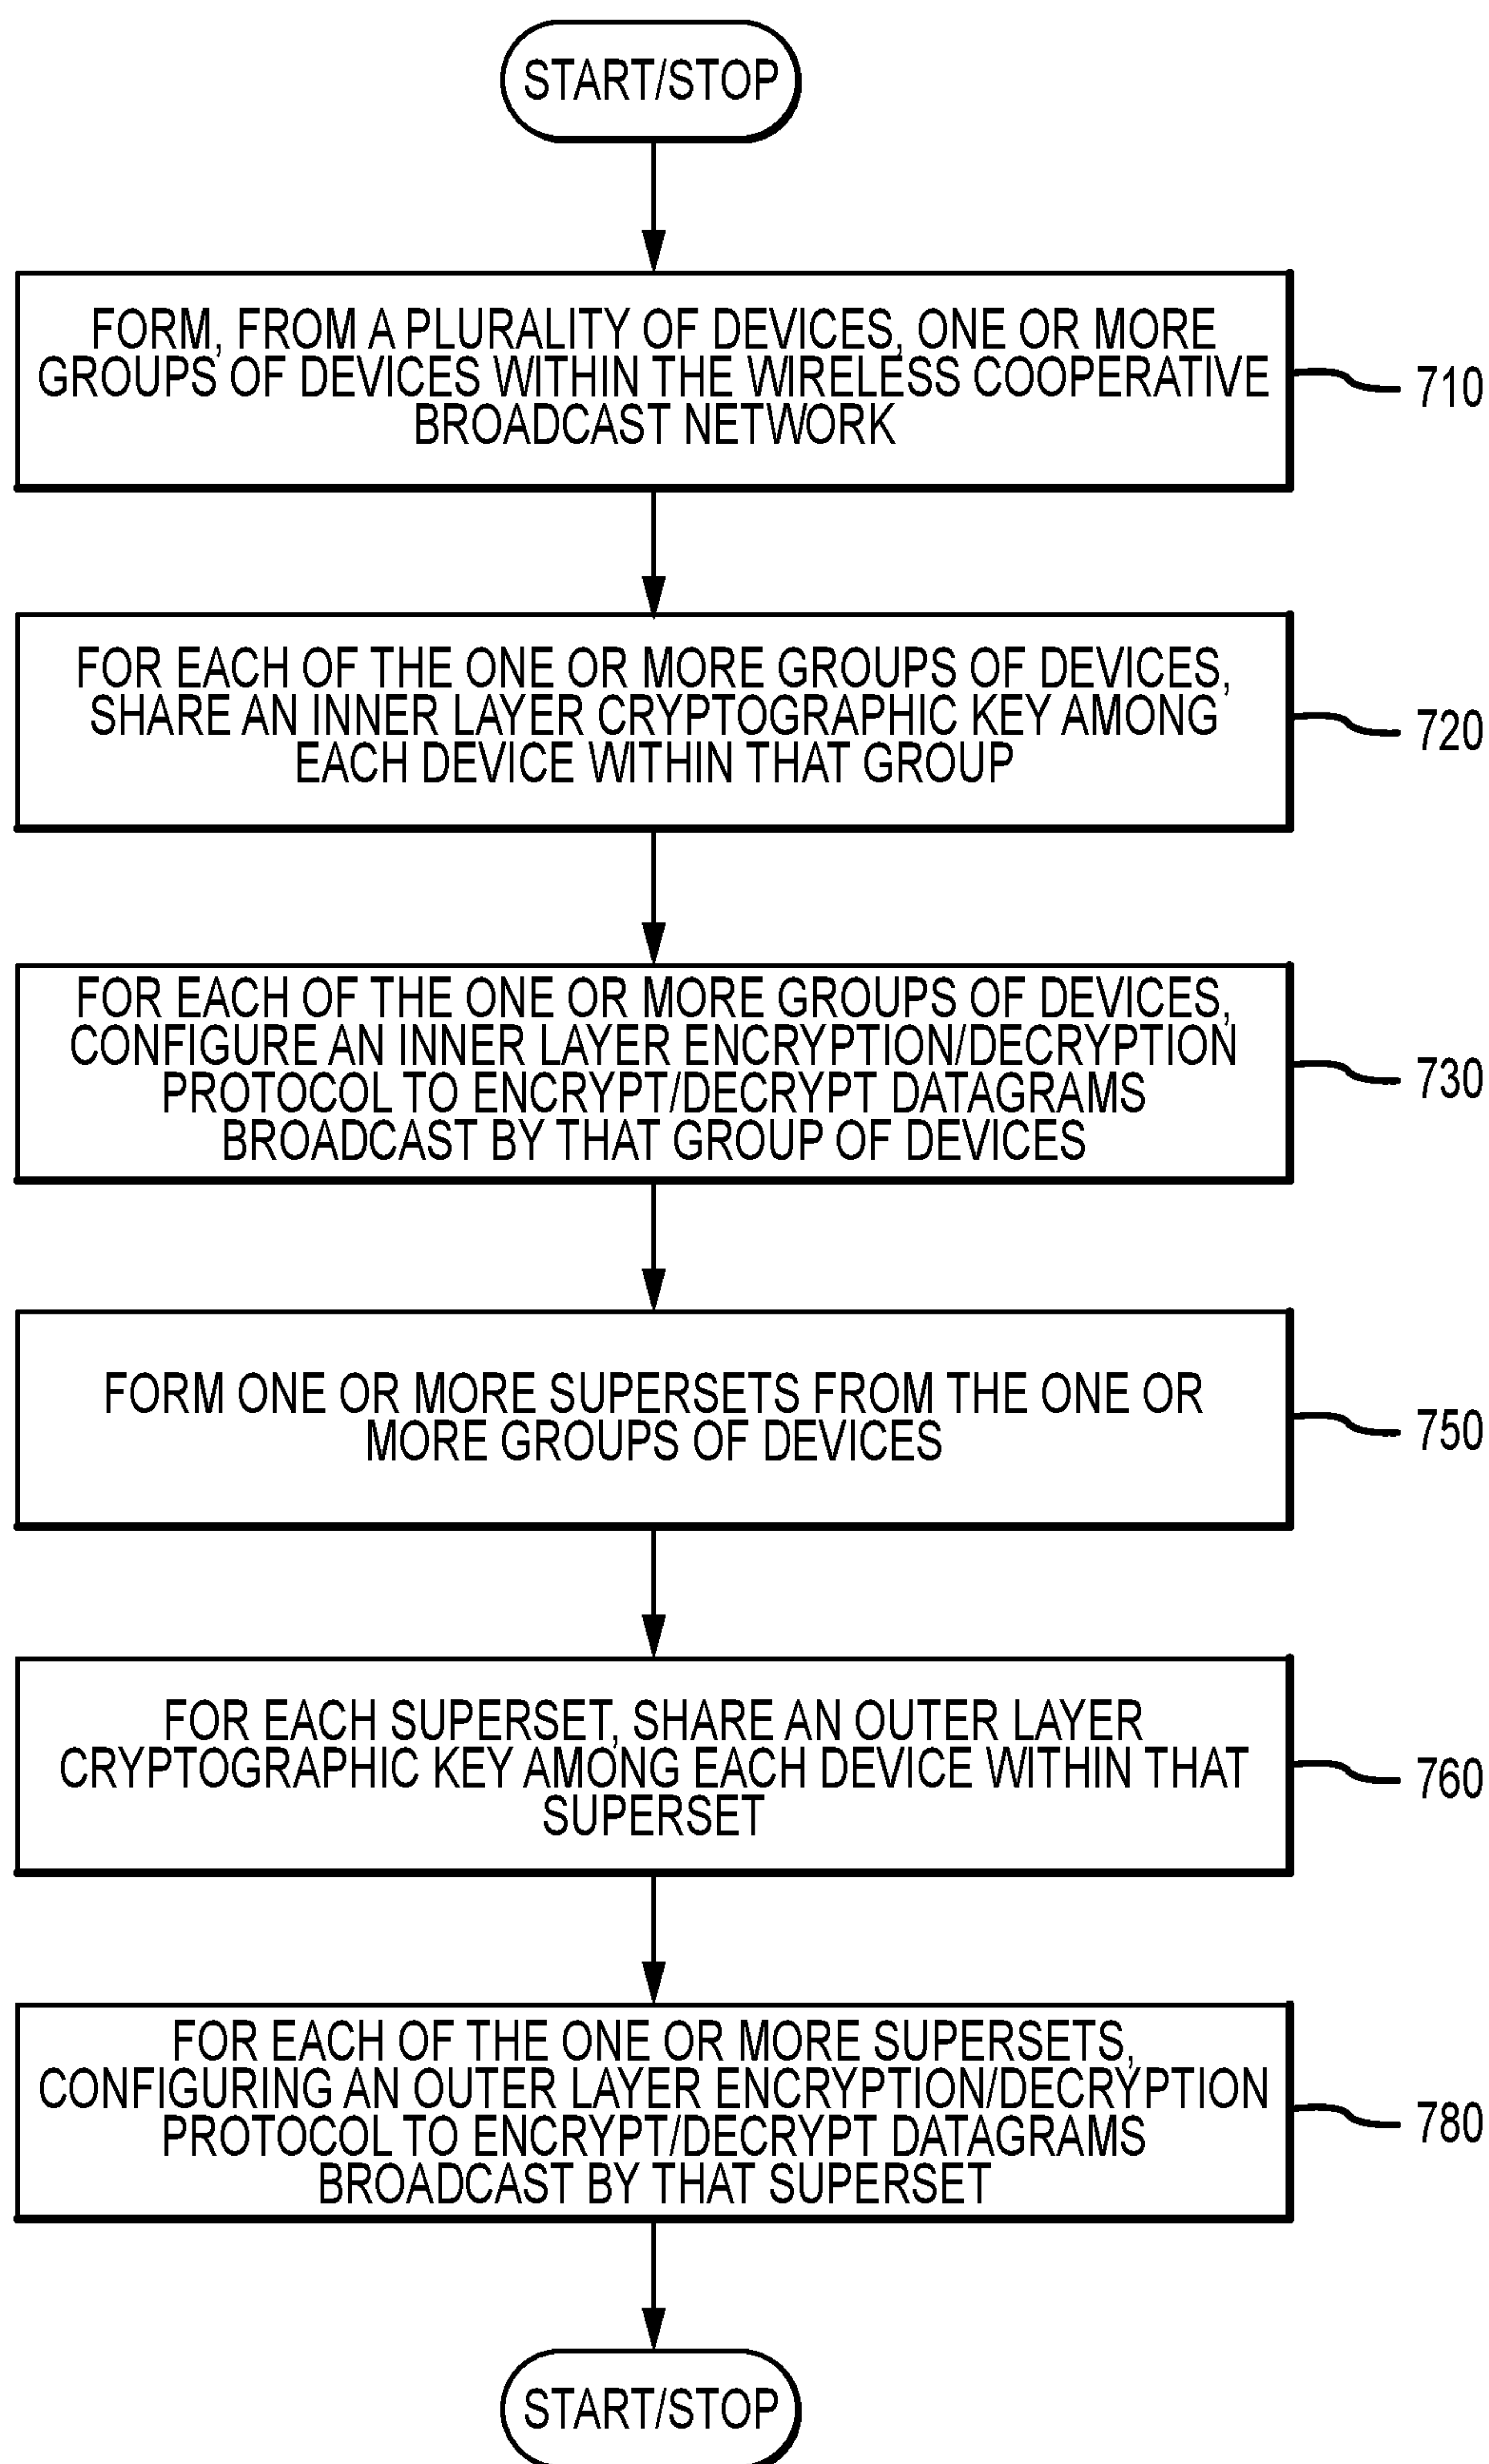 START/STOP
FORM, FROM A PLURALITY OF DEVICES, ONE OR MORE
GROUPS OF DEVICES WITHIN THE WIRELESS COOPERATIVE
BROADCAST NETWORK
710
FOR EACH OF THE ONE OR MORE GROUPS OF DEVICES,
SHARE AN INNER LAYER CRYPTOGRAPHIC KEY AMONG
EACH DEVICE WITHIN THAT GROUP
720
FOR EACH OF THE ONE OR MORE GROUPS OF DEVICES,
CONFIGURE AN INNER LAYER ENCRYPTION/DECRYPTION
PROTOCOL TO ENCRYPT/DECRYPT DATAGRAMS
BROADCAST BY THAT GROUP OF DEVICES
730
FORM ONE OR MORE SUPERSETS FROM THE ONE OR
MORE GROUPS OF DEVICES
750
FOR EACH SUPERSET, SHARE AN OUTER LAYER
CRYPTOGRAPHIC KEY AMONG EACH DEVICE WITHIN THAT
SUPERSET
760
FOR EACH OF THE ONE OR MORE SUPERSETS,
CONFIGURING AN OUTER LAYER ENCRYPTION/DECRYPTION
PROTOCOL TO ENCRYPT/DECRYPT DATAGRAMS
BROADCAST BY THAT SUPERSET
780
START/STOP